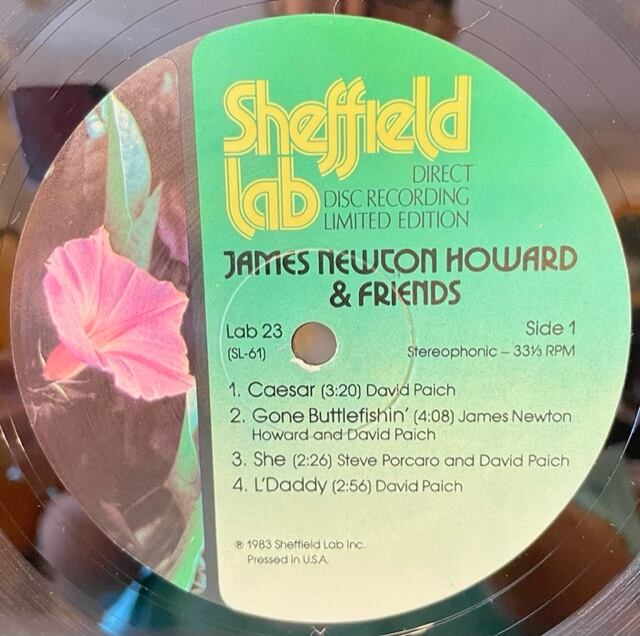 Sheffield
lab
DIRECT
DISC RECORDING
LIMITED EDITION
JAMES NEWTON HOWARD
& FRIENDS
Lab 23
(SL-61)
Side 1
Stereophonic – 33⅓ RPM
1. Caesar (3:20) David Paich
2. Gone Buttlefishin' (4:08) James Newton
Howard and David Paich
3. She (2:26) Steve Porcaro and David Paich
4. L'Daddy (2:56) David Paich
℗ 1983 Sheffield Lab Inc.
Pressed in U.S.A.